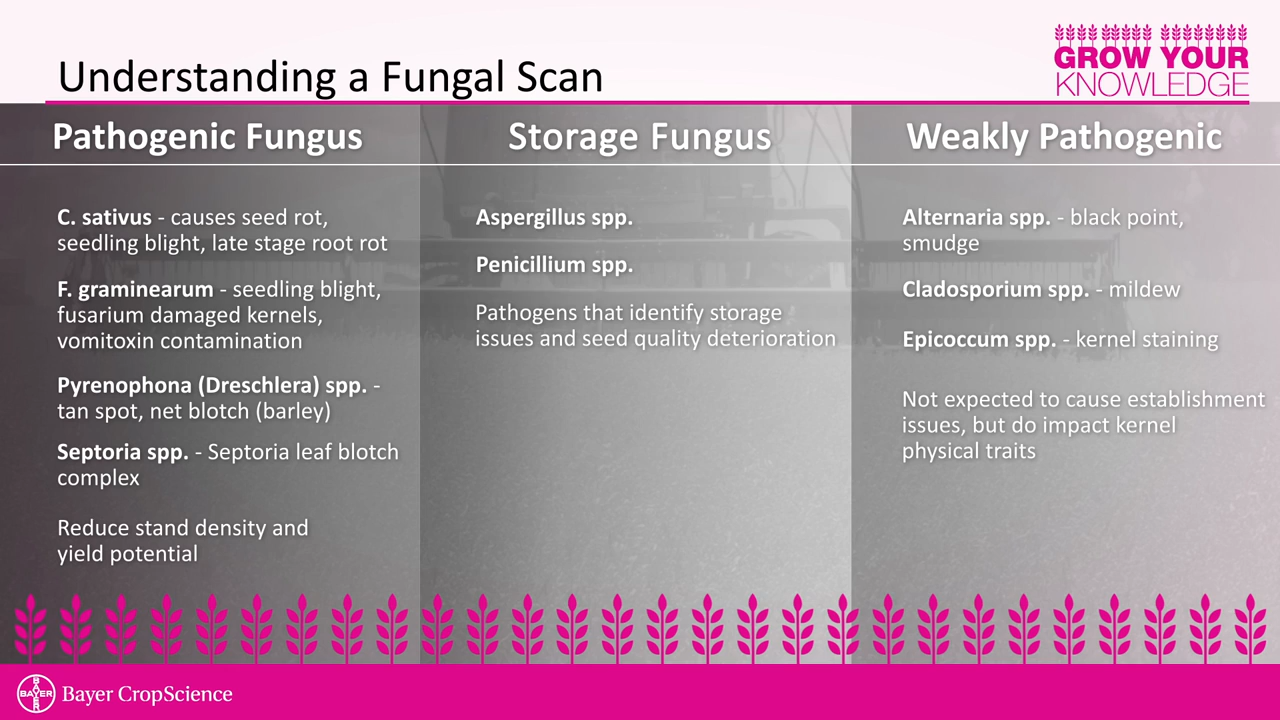 Understanding a Fungal Scan
GROW YOUR
KNOWLEDGE
Pathogenic Fungus
C. sativus - causes seed rot,
seedling blight, late stage root rot
F. graminearum - seedling blight,
fusarium damaged kernels,
vomitoxin contamination
Pyrenophona (Dreschlera) spp. -
tan spot, net blotch (barley)
Septoria spp. - Septoria leaf blotch
complex
Reduce stand density and
yield potential
Storage Fungus
Aspergillus spp.
Penicillium spp.
Pathogens that identify storage
issues and seed quality deterioration
Weakly Pathogenic
Alternaria spp. - black point,
smudge
Cladosporium spp. - mildew
Epicoccum spp. - kernel staining
Not expected to cause establishment
issues, but do impact kernel
physical traits
BAYER
BAYER
Bayer CropScience